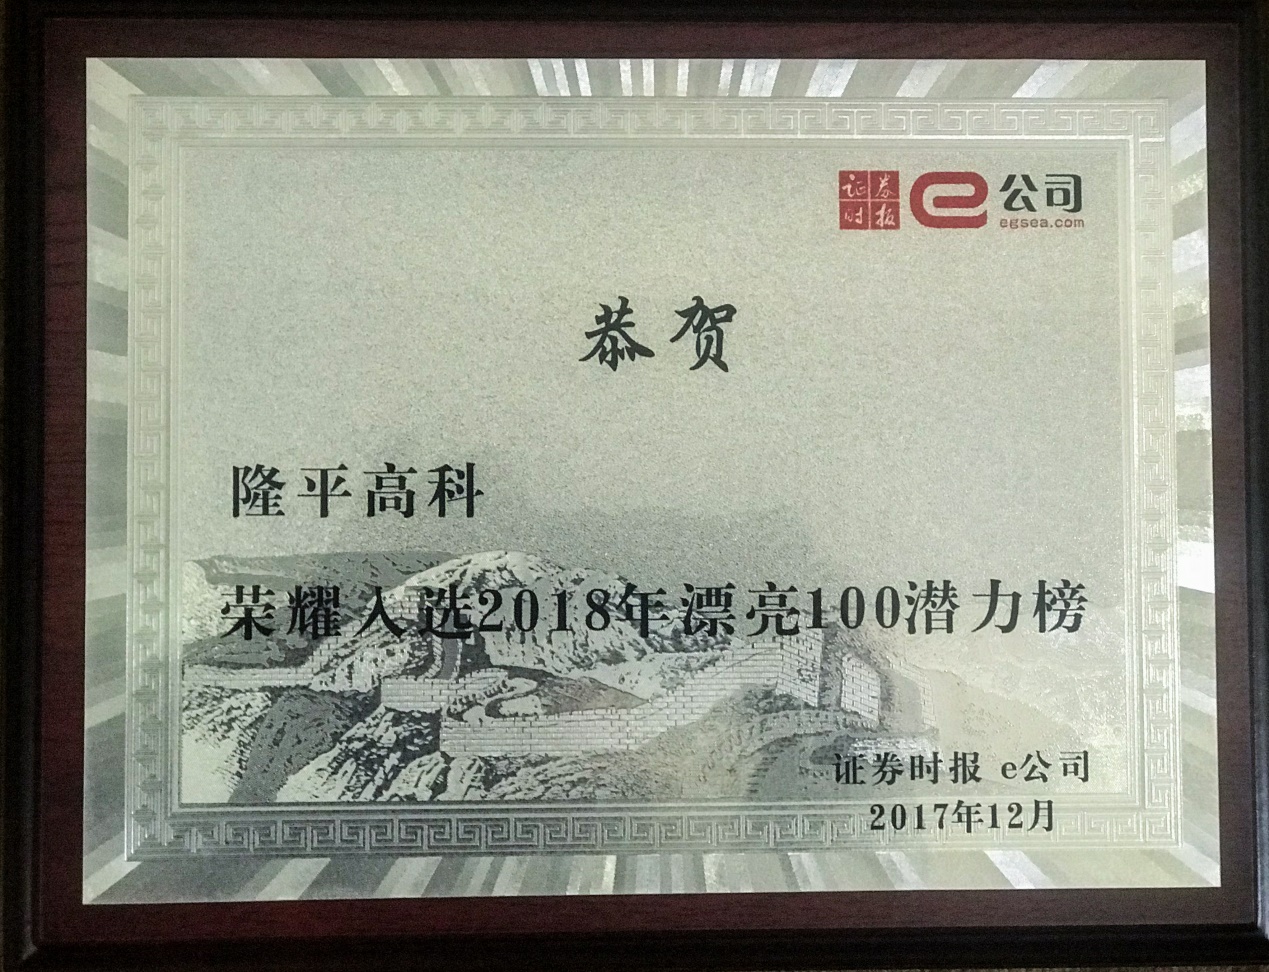 证券时报 e公司
egsea.com
恭贺
隆平高科
荣耀入选2018年漂亮100潜力榜
证券时报 e公司
2017年12月